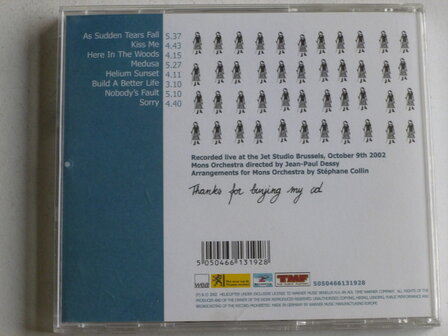 As Sudden Tears Fall 5.37
Kiss Me 4.43
Here In The Woods 4.15
Medusa 5.27
Helium Sunset 4.11
Build A Better Life 3.10
Nobody's Fault 5.10
Sorry 4.40
Recorded live at the Jet Studio Brussels, October 9th 2002
Mons Orchestra directed by Jean-Paul Dessy
Arrangements for Mons Orchestra by Stéphane Collin
Thanks for buying my cd
5 050466 131928
wea TMF 5050466131928